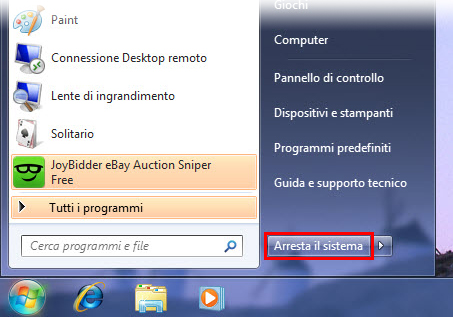 Paint
Connessione Desktop remoto
Lente di ingrandimento
Solitario
JoyBidder eBay Auction Sniper
Free
Tutti i programmi
Cerca programmi e file
Giochi
Computer
Pannello di controllo
Dispositivi e stampanti
Programmi predefiniti
Guida e supporto tecnico
Arresta il sistema